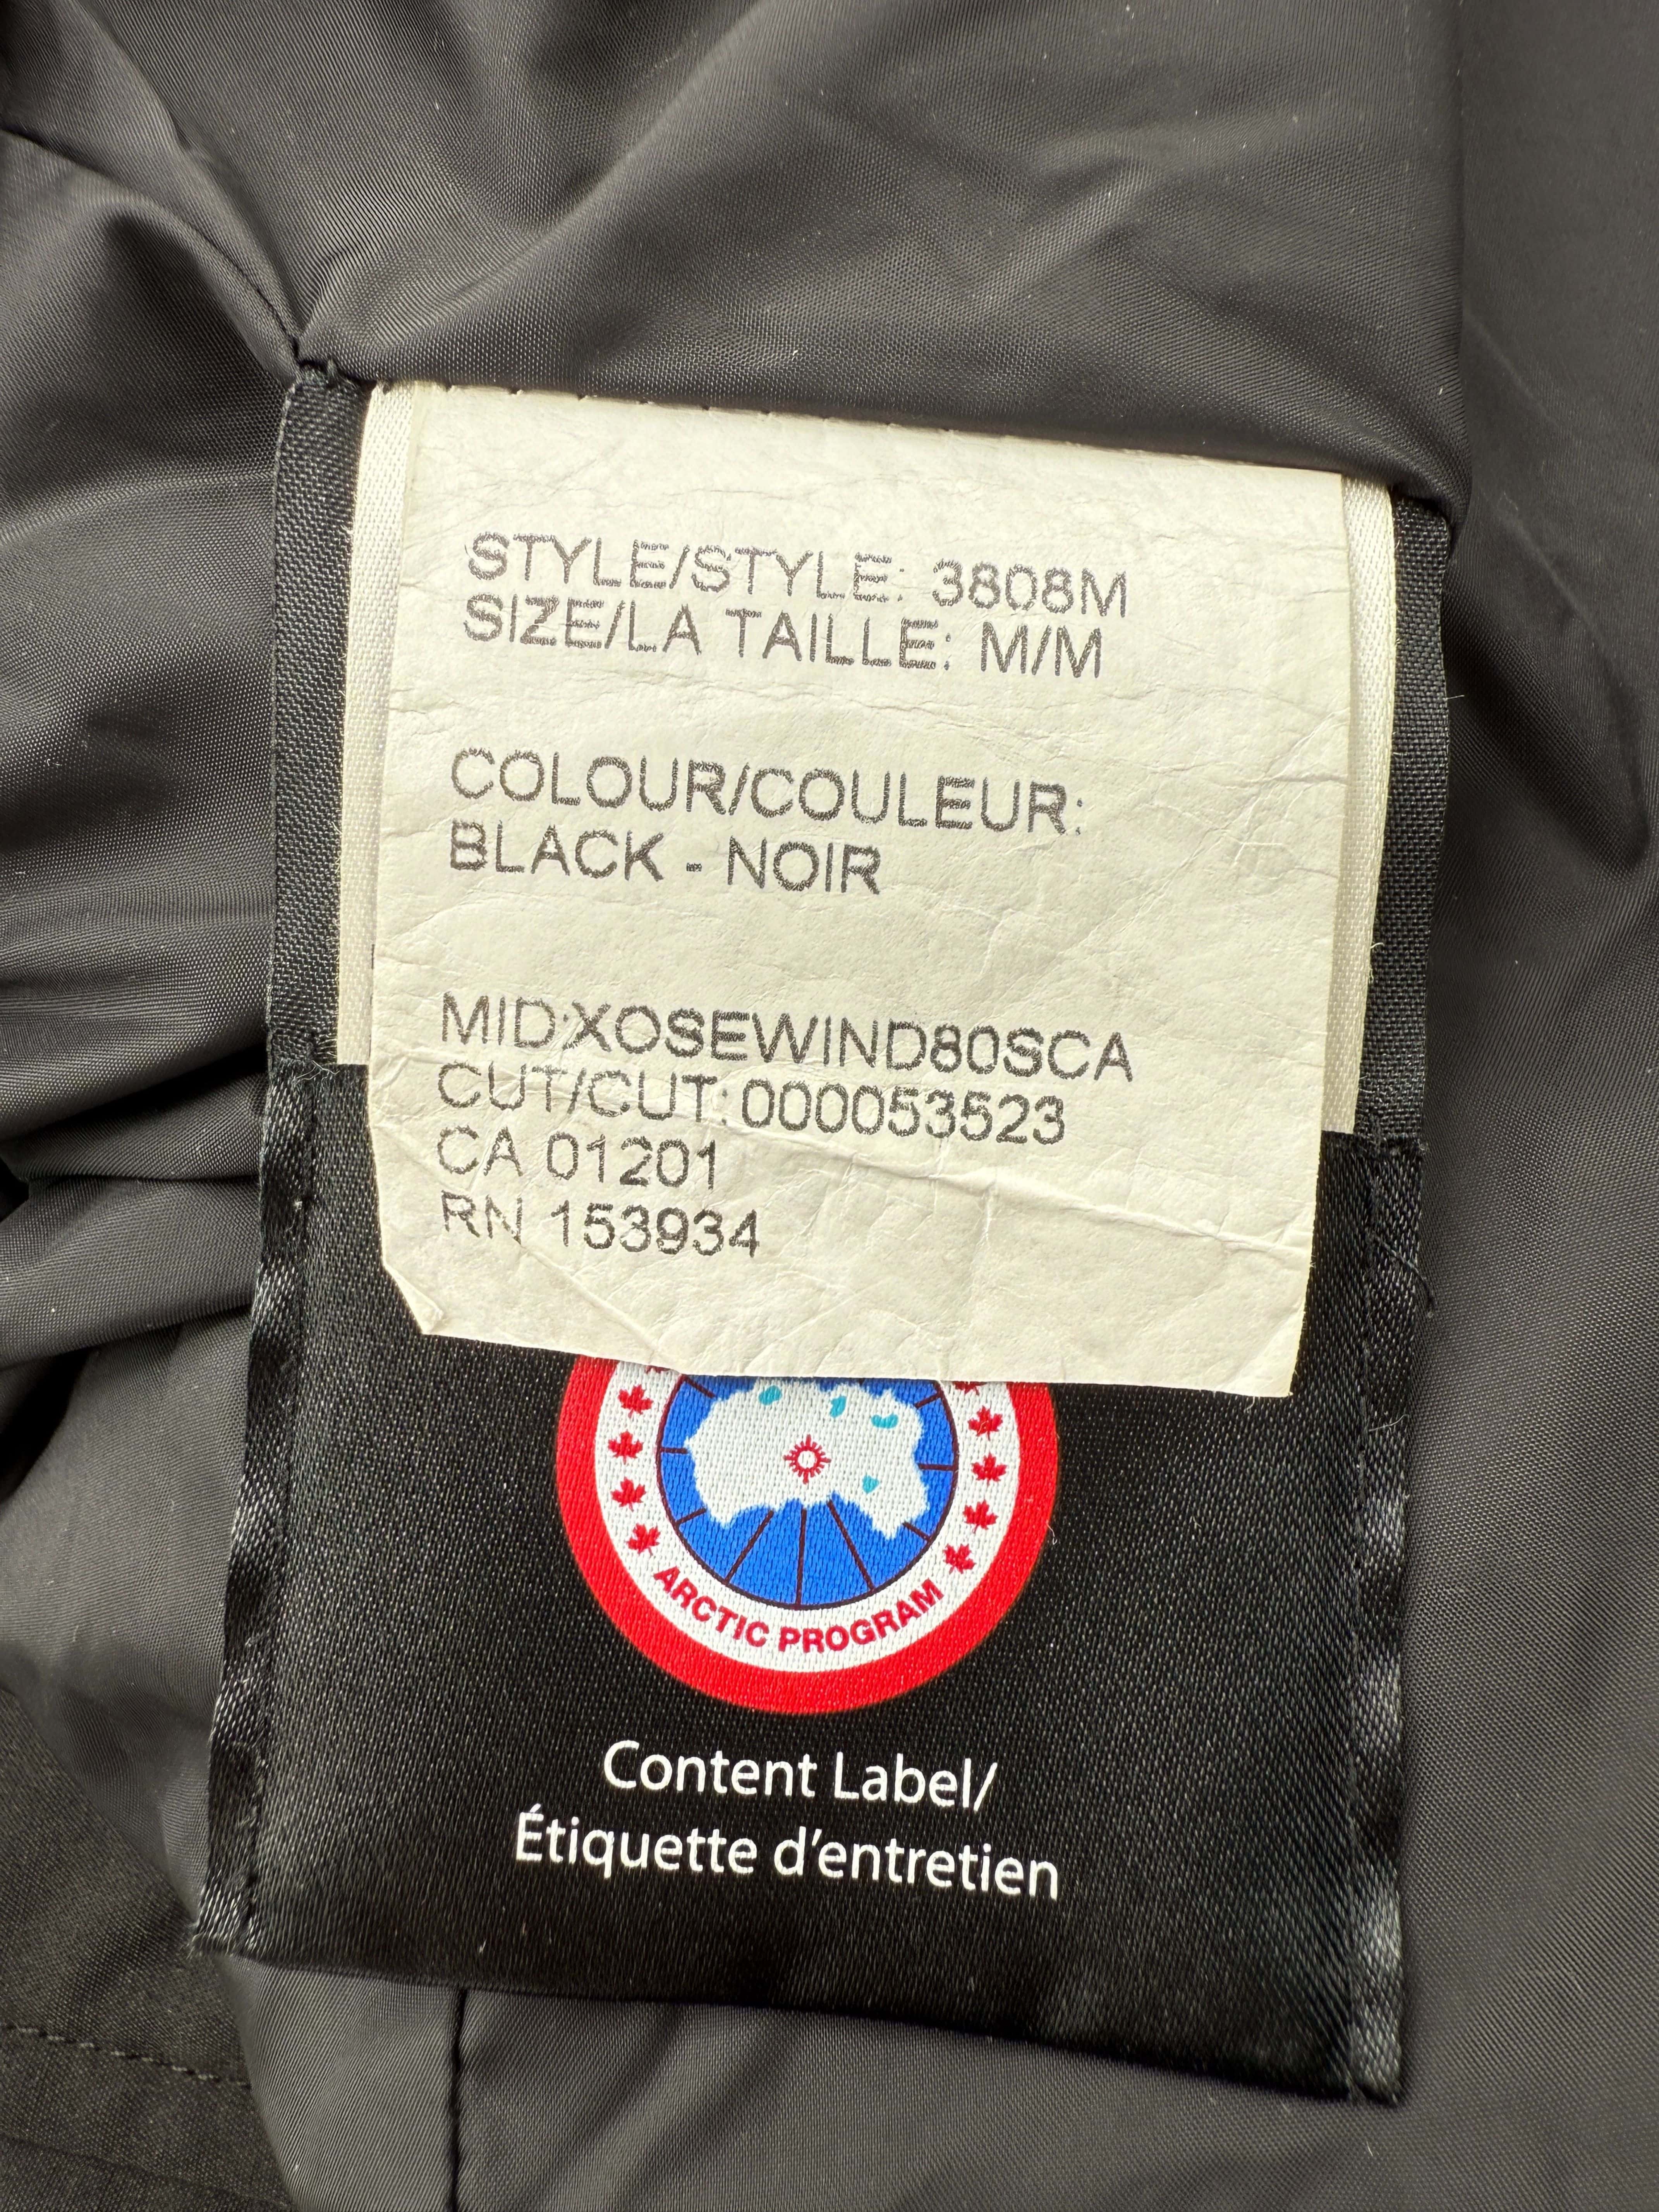 STYLE/STYLE: 3808M
SIZE/LA TAILLE: M/M
COLOUR/COULEUR:
BLACK - NOIR
MID:XOSEWIND80SCA
CUT/CUT: 0000053523
CA 01201
RN 153934
ARCTIC PROGRAM
Content Label/
Étiquette d'entretien